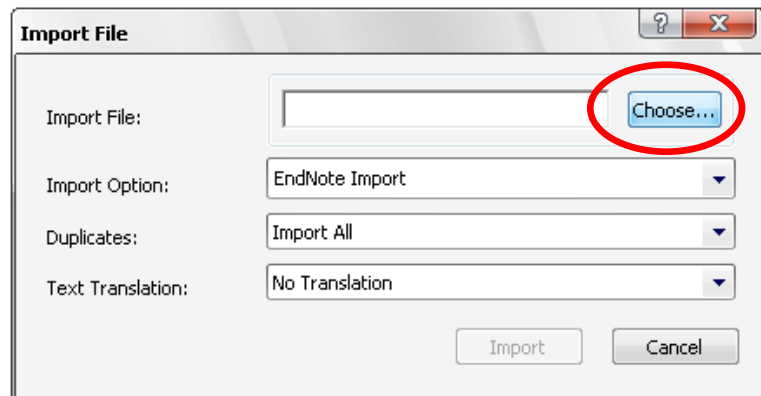 Import File
?
X
Import File: Choose...
Import Option: EndNote Import
Duplicates: Import All
Text Translation: No Translation
Import Cancel